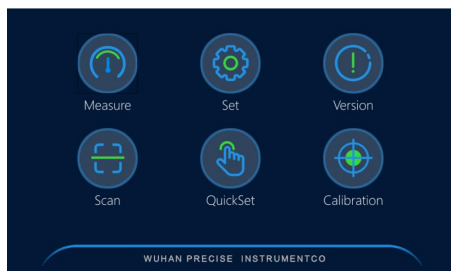 Measure Set Version
Scan QuickSet Calibration
WUHAN PRECISE INSTRUMENTCO